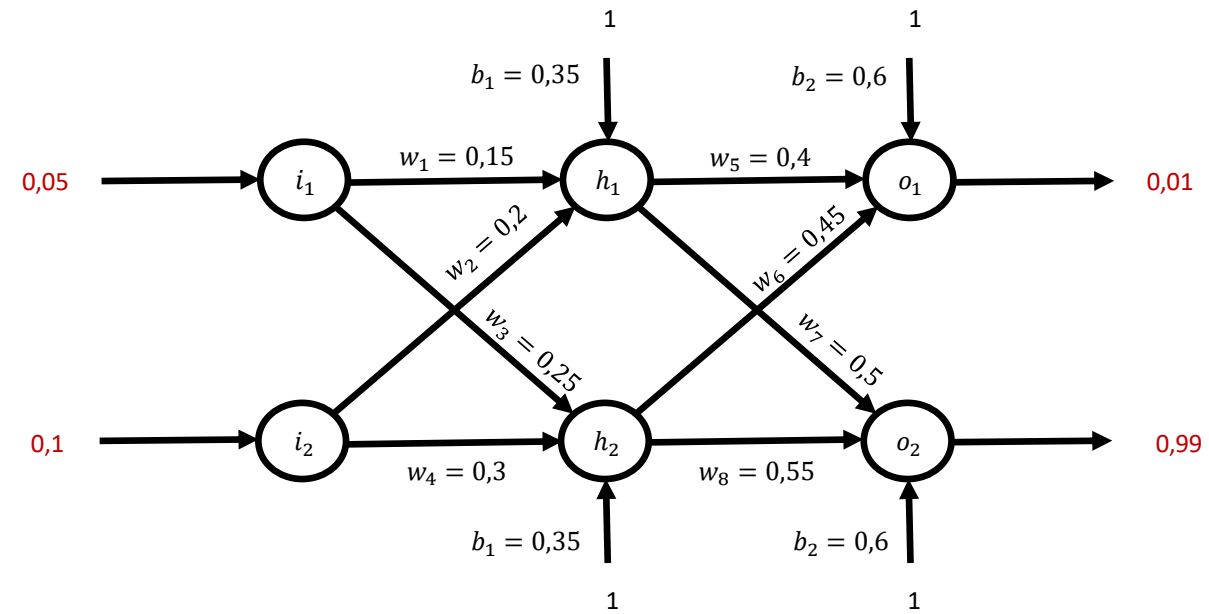 1
1
b₁ = 0,35
b₂ = 0,6
0,05
i₁
w₁ = 0,15
h₁
w₅ = 0,4
o₁
0,01
w₂ = 0,2
w₆ = 0,45
w₃ = 0,25
w₇ = 0,5
0,1
i₂
w₄ = 0,3
h₂
w₈ = 0,55
o₂
0,99
b₁ = 0,35
b₂ = 0,6
1
1